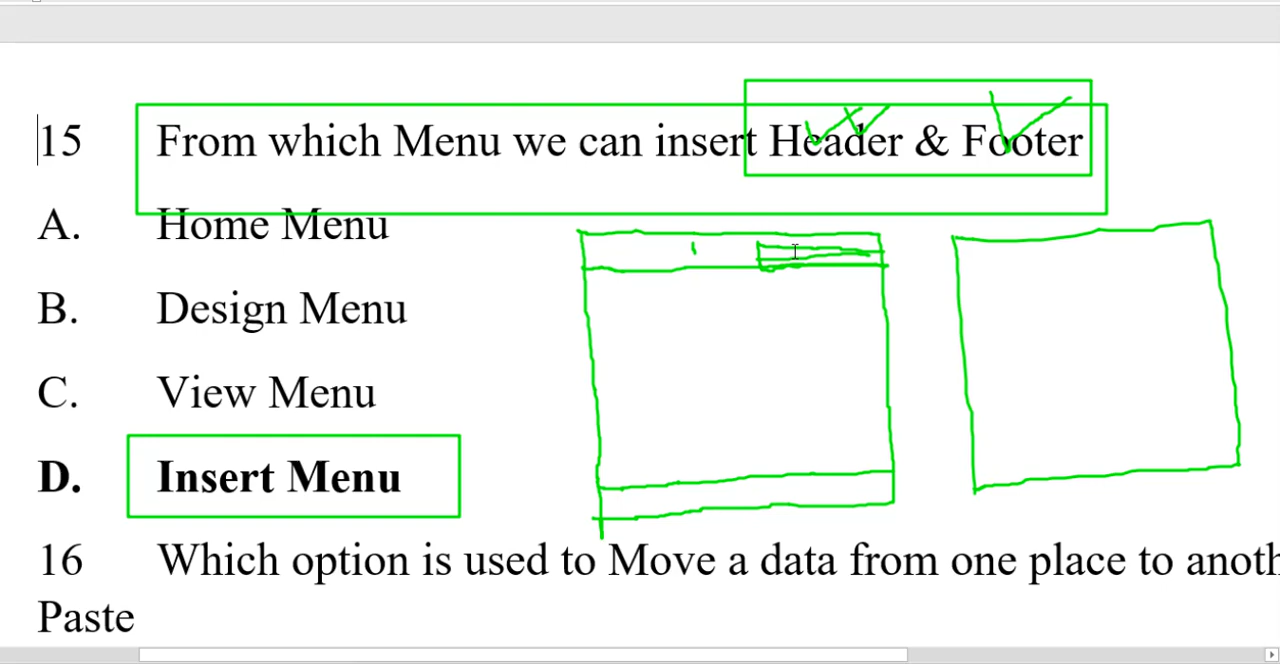 15 From which Menu we can insert Header & Footer
A. Home Menu
B. Design Menu
C. View Menu
D. Insert Menu
16 Which option is used to Move a data from one place to anoth
Paste